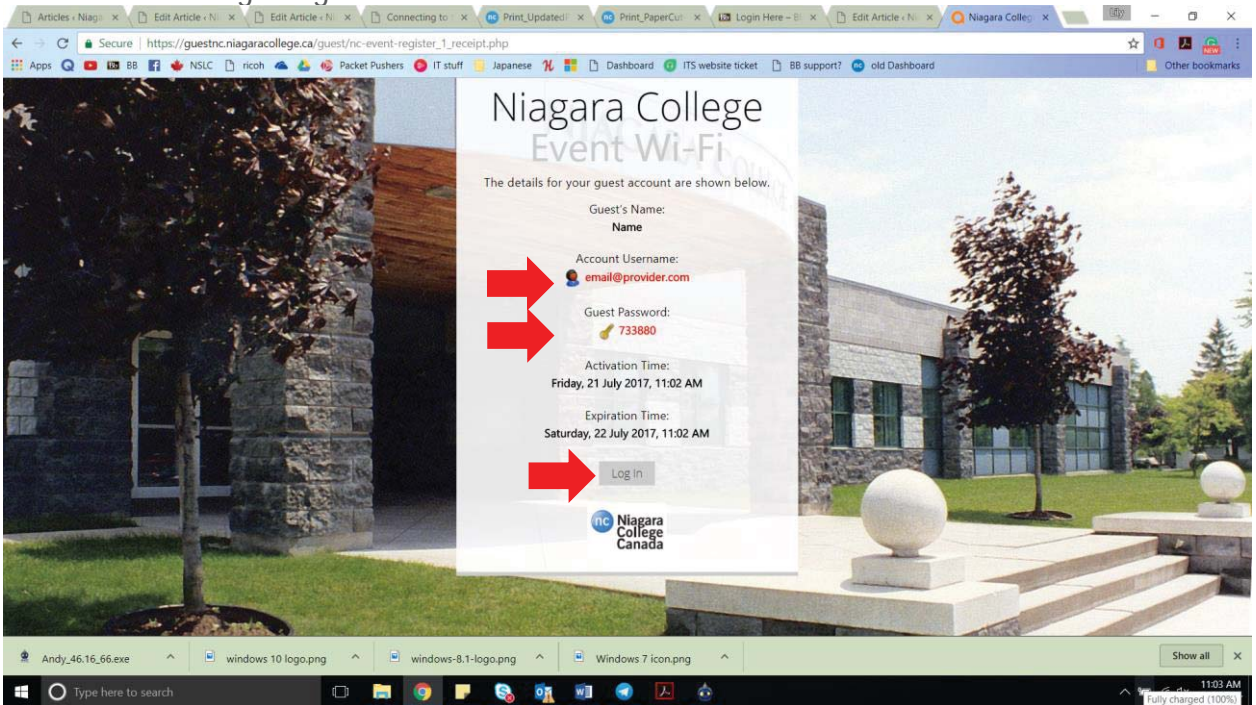 Articles ‹ Niaga
Edit Article ‹ Ni
Edit Article ‹ Ni
Connecting to
Print_Updated
Print_PaperCut
Login Here – Bl
Edit Article ‹ Ni
Niagara Colleg
Secure | https://guestnc.niagaracollege.ca/guest/nc-event-register_1_receipt.php
Apps BB NSLC ricoh Packet Pushers IT stuff Japanese Dashboard ITS website ticket BB support? old Dashboard Other bookmarks
Niagara College
Event Wi-Fi
The details for your guest account are shown below.
Guest's Name:
Name
Account Username:
email@provider.com
Guest Password:
733880
Activation Time:
Friday, 21 July 2017, 11:02 AM
Expiration Time:
Saturday, 22 July 2017, 11:02 AM
Log In
nc Niagara
College
Canada
Andy_46.16_66.exe
windows 10 logo.png
windows-8.1-logo.png
Windows 7 icon.png
Show all
Type here to search
11:03 AM
Fully charged (100%)